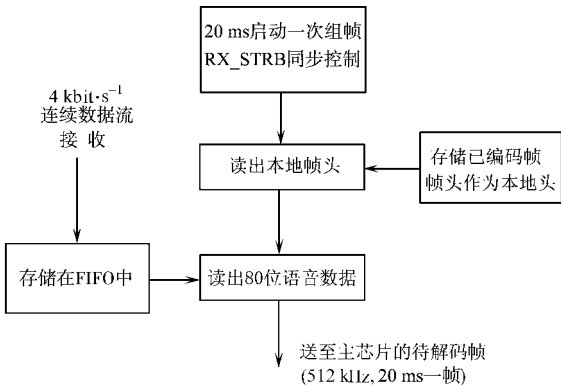 20 ms启动一次组帧
RX_STRB同步控制
4 kbit·s⁻¹
连续数据流
接 收
读出本地帧头
存储已编码帧
帧头作为本地头
存储在FIFO中
读出80位语音数据
送至主芯片的待解码帧
(512 kHz, 20 ms一帧)